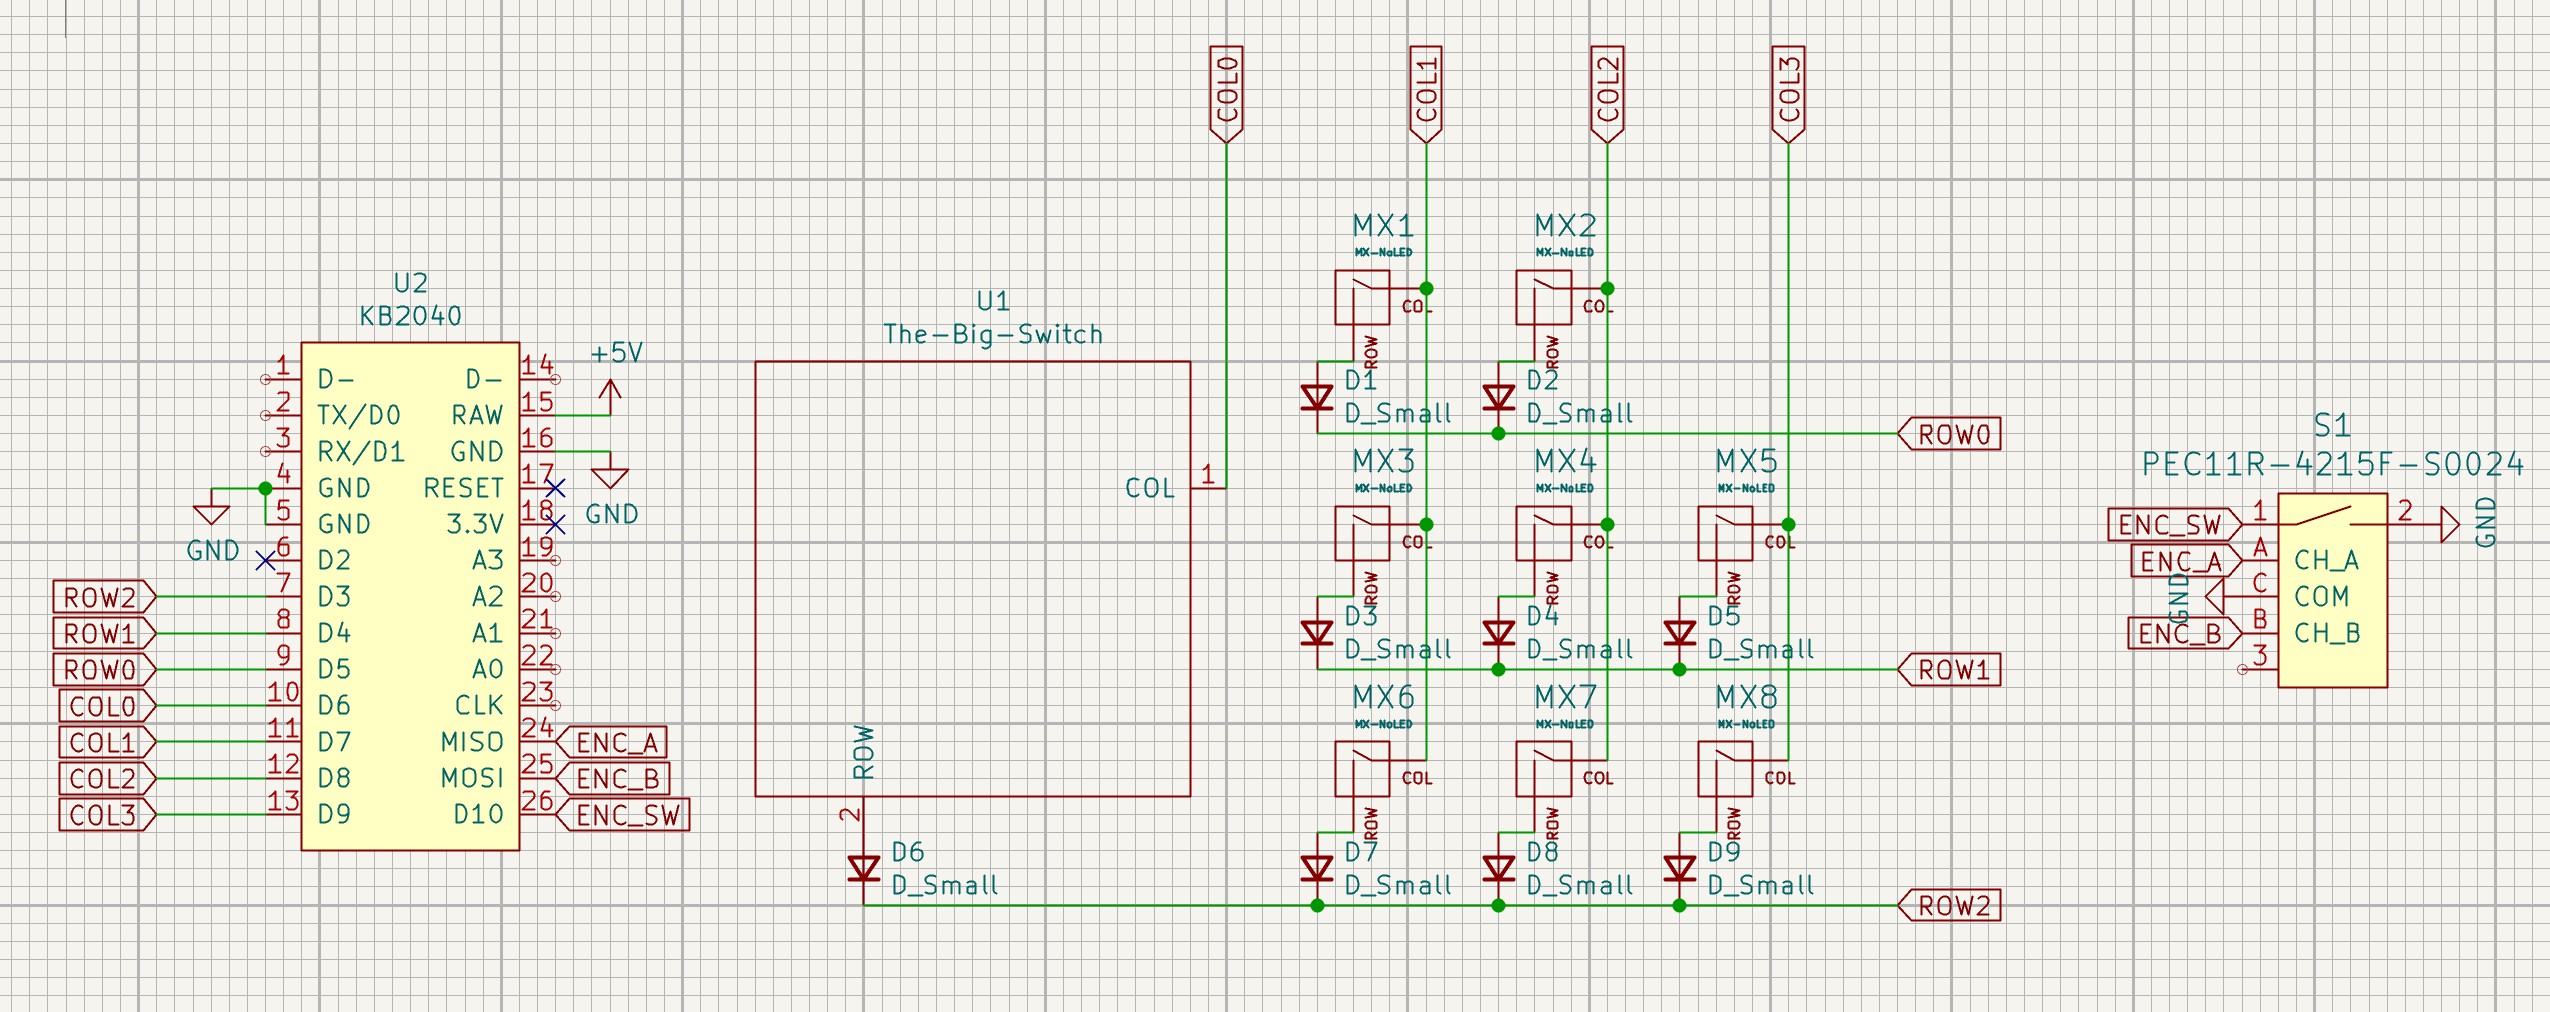 COL0
COL1
COL2
COL3
U2
KB2040
1
D-
2
TX/D0
3
RX/D1
4
GND
5
GND
6
D2
7
D3
8
D4
9
D5
10
D6
11
D7
12
D8
13
D9
14
D-
15
RAW
16
GND
17
RESET
18
3.3V
19
A3
20
A2
21
A1
22
A0
23
CLK
24
MISO
25
MOSI
26
D10
+5V
GND
GND
ROW2
ROW1
ROW0
COL0
COL1
COL2
COL3
ENC_A
ENC_B
ENC_SW
U1
The-Big-Switch
COL
1
ROW
2
D6
D_Small
MX1
MX-NoLED
COL
ROW
D1
D_Small
MX2
MX-NoLED
COL
ROW
D2
D_Small
ROW0
MX3
MX-NoLED
COL
ROW
D3
D_Small
MX4
MX-NoLED
COL
ROW
D4
D_Small
MX5
MX-NoLED
COL
ROW
D5
D_Small
ROW1
MX6
MX-NoLED
COL
ROW
D7
D_Small
MX7
MX-NoLED
COL
ROW
D8
D_Small
MX8
MX-NoLED
COL
ROW
D9
D_Small
ROW2
S1
PEC11R-4215F-S0024
ENC_SW
1
2
GND
ENC_A
A
CH_A
GND
C
COM
ENC_B
B
CH_B
3